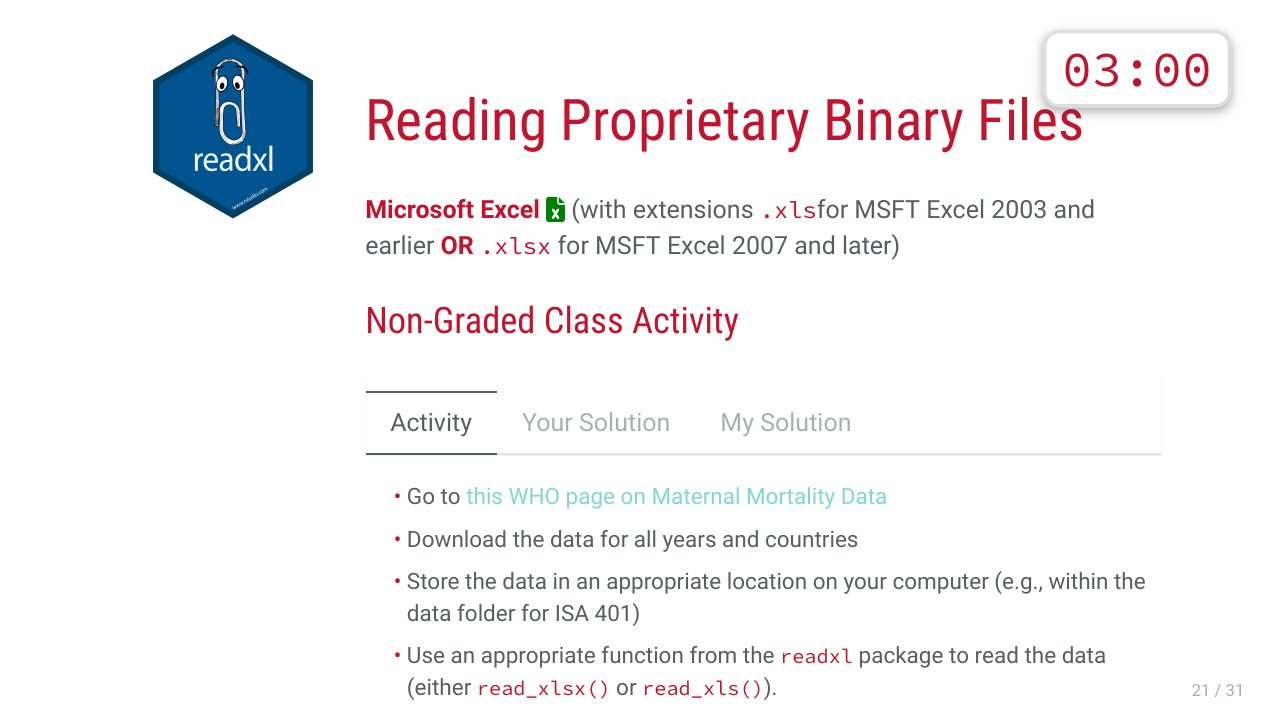 readxl
www.rstudio.com
03:00
Reading Proprietary Binary Files
Microsoft Excel (with extensions .xlsfor MSFT Excel 2003 and
earlier OR .xlsx for MSFT Excel 2007 and later)
Non-Graded Class Activity
Activity Your Solution My Solution
• Go to this WHO page on Maternal Mortality Data
• Download the data for all years and countries
• Store the data in an appropriate location on your computer (e.g., within the
data folder for ISA 401)
• Use an appropriate function from the readxl package to read the data
(either read_xlsx() or read_xls()).
21 / 31